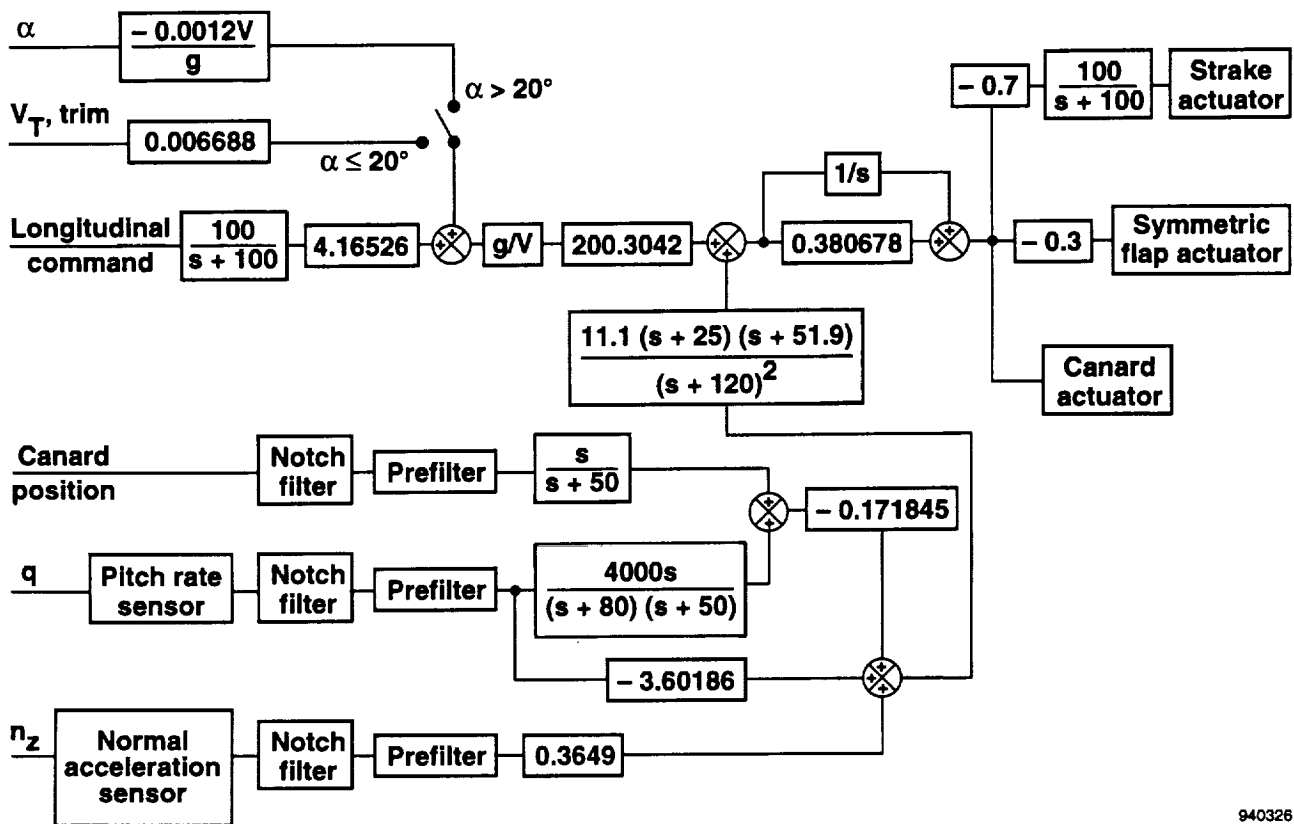 α
– 0.0012V
g
α > 20°
V_T, trim
0.006688
α ≤ 20°
Longitudinal
command
100
s + 100
4.16526
+
+
g/V
200.3042
+
+
1/s
0.380678
+
+
– 0.7
100
s + 100
Strake
actuator
– 0.3
Symmetric
flap actuator
Canard
actuator
11.1 (s + 25) (s + 51.9)
(s + 120)²
Canard
position
Notch
filter
Prefilter
s
s + 50
+
+
– 0.171845
q
Pitch rate
sensor
Notch
filter
Prefilter
4000s
(s + 80) (s + 50)
– 3.60186
+
+
+
n_z
Normal
acceleration
sensor
Notch
filter
Prefilter
0.3649
940326